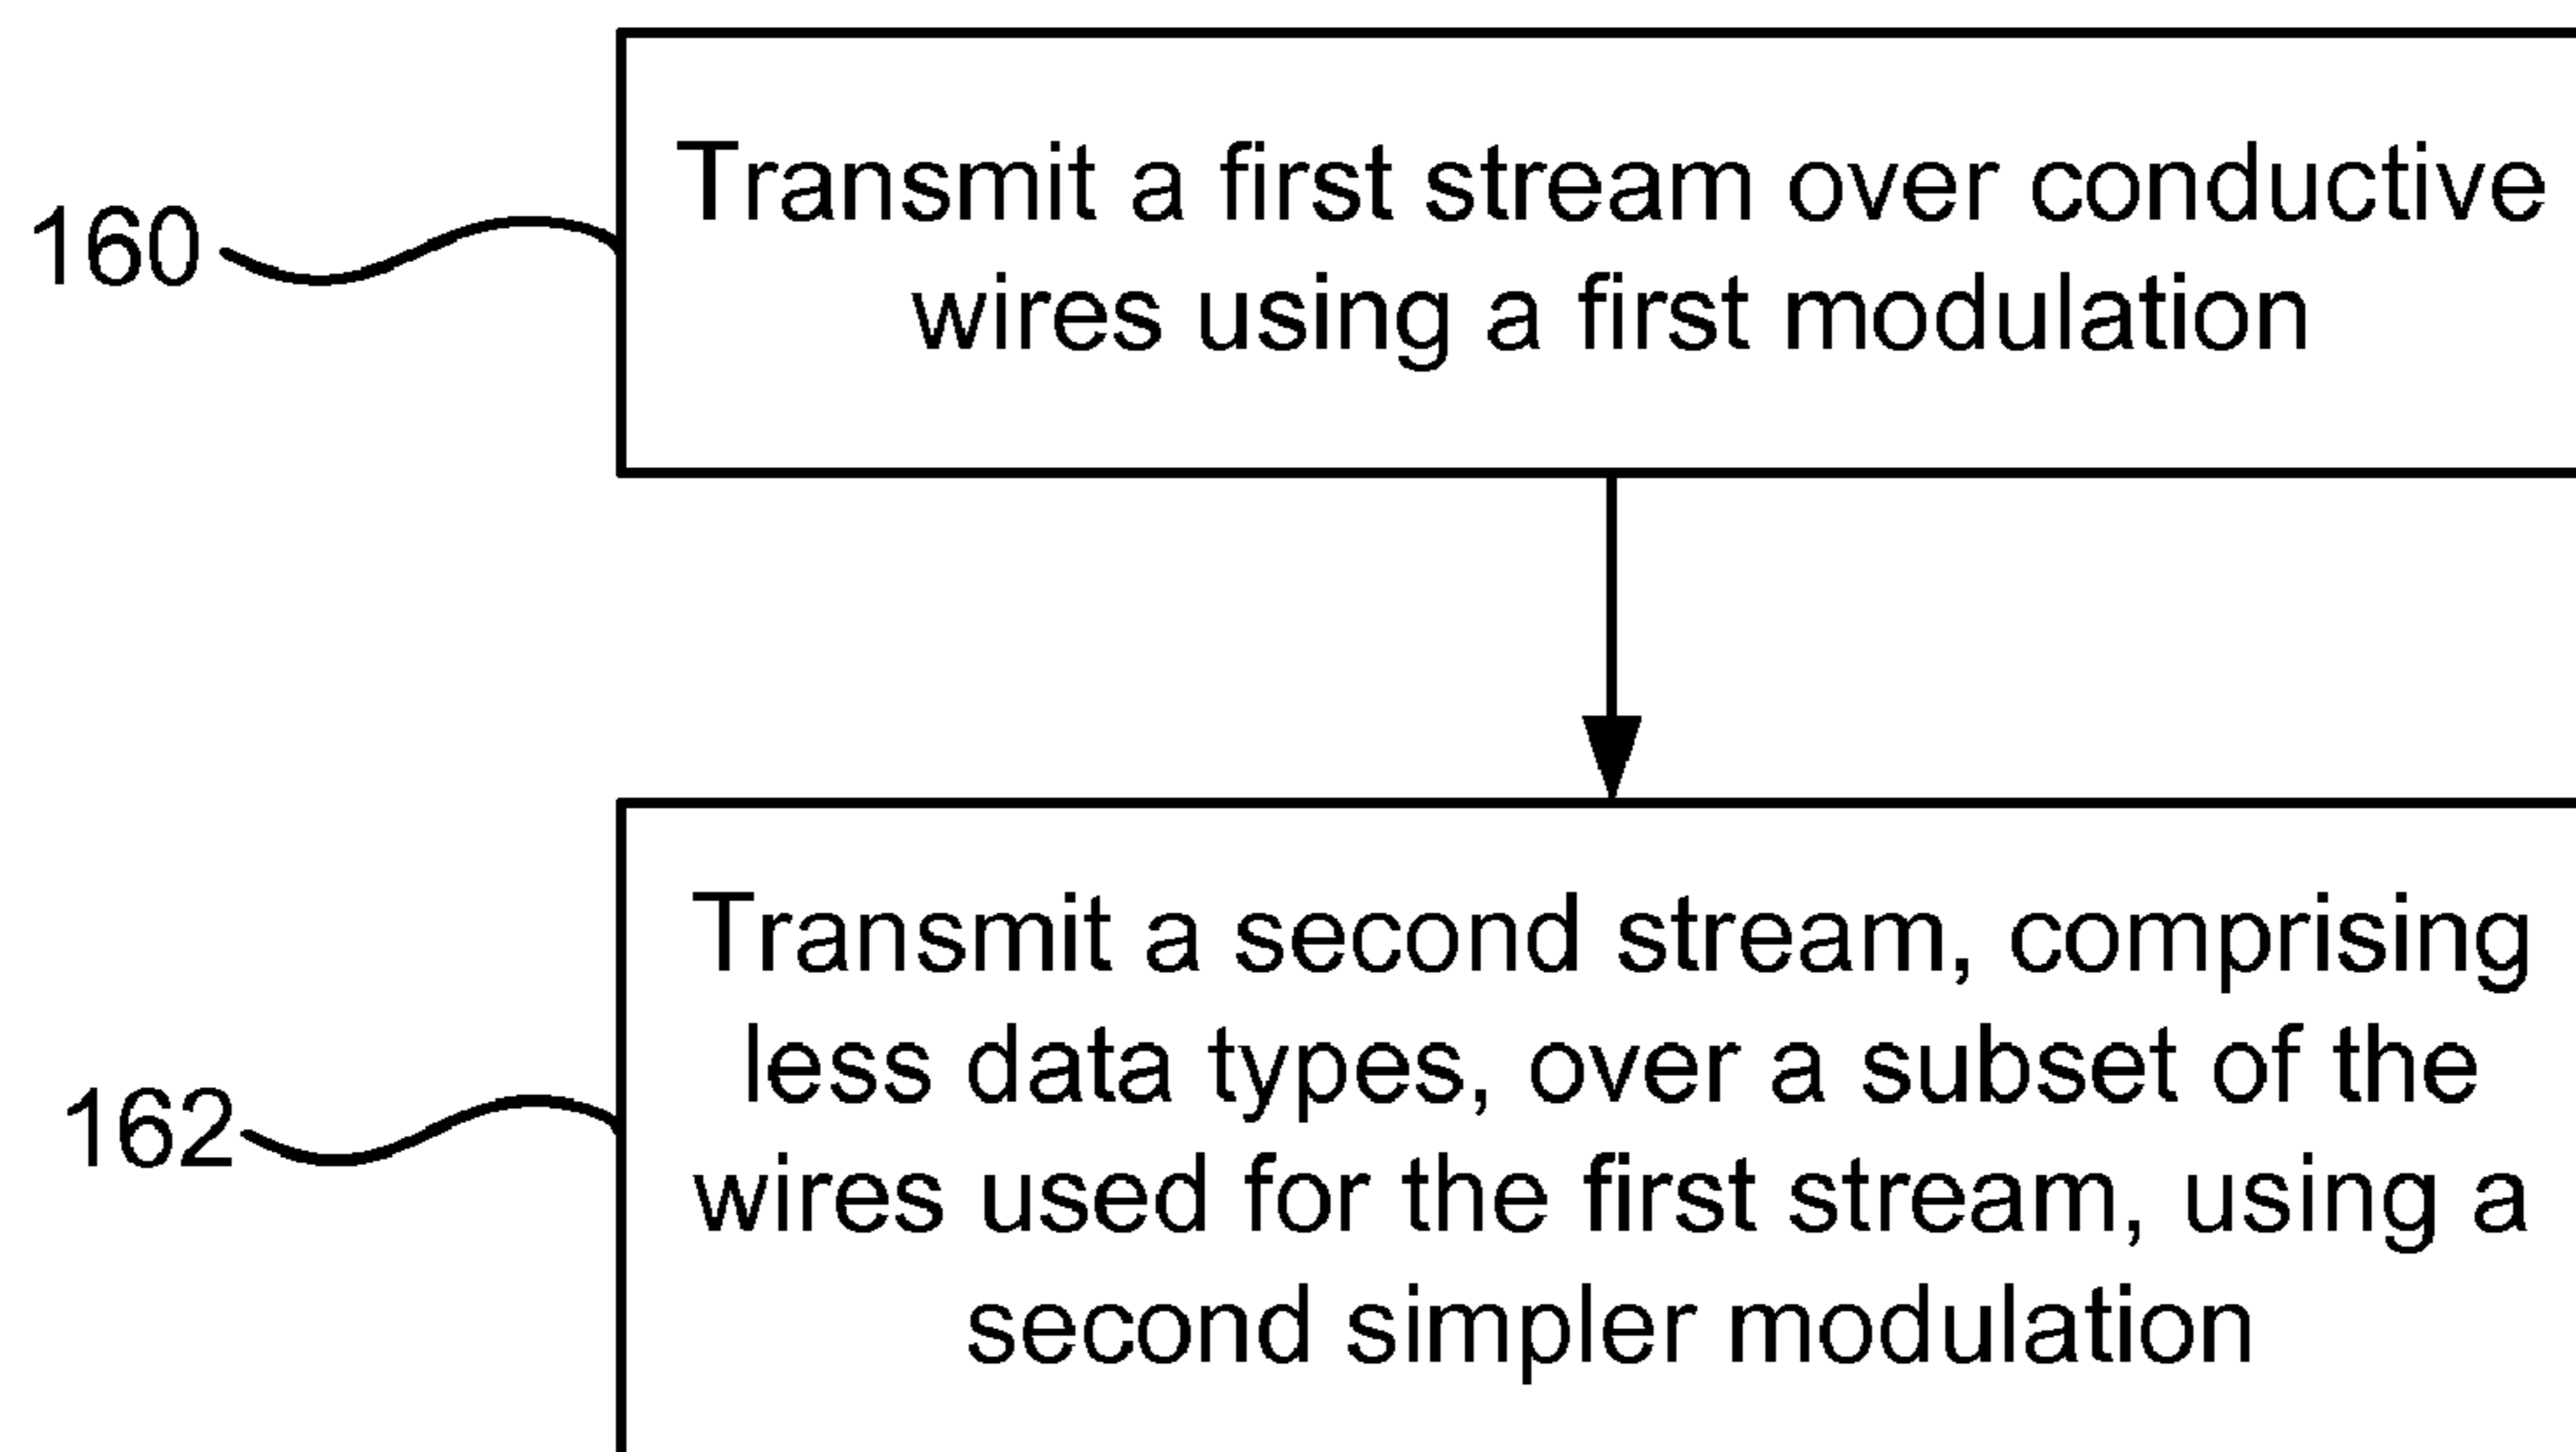 160
Transmit a first stream over conductive
wires using a first modulation
162
Transmit a second stream, comprising
less data types, over a subset of the
wires used for the first stream, using a
second simpler modulation